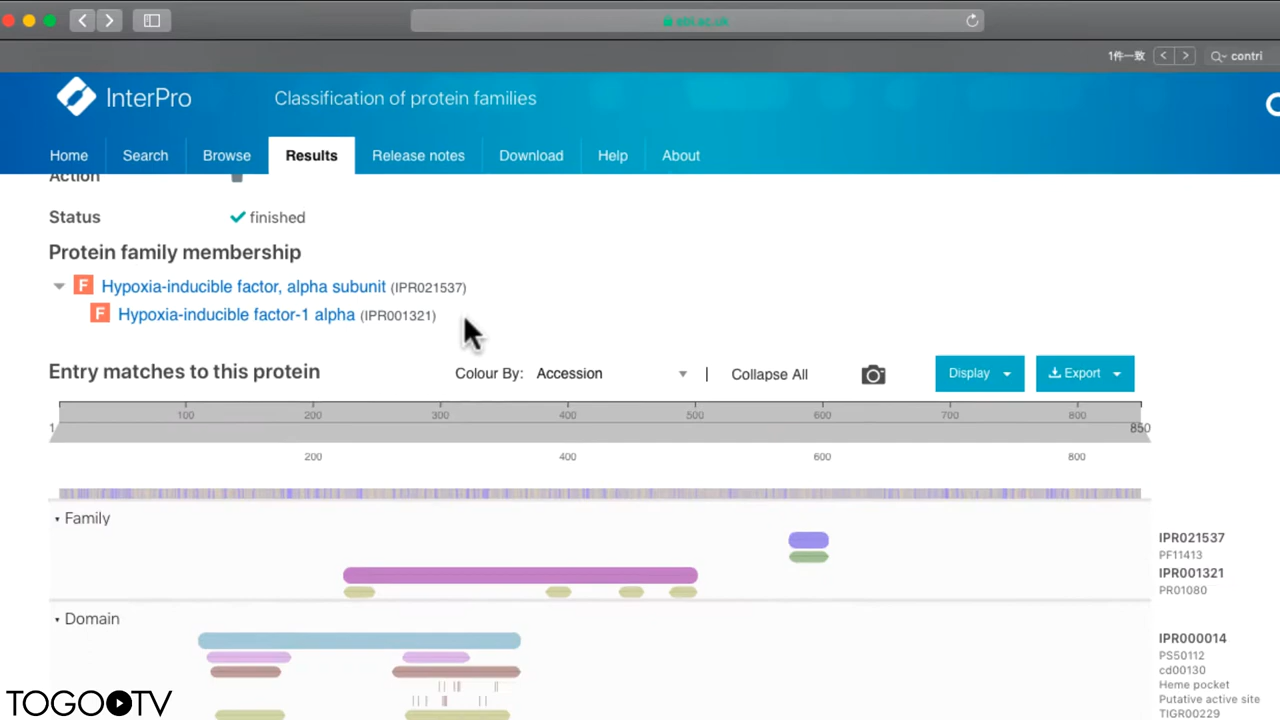 ebi.ac.uk
1件一致
contri
InterPro
Classification of protein families
Home
Search
Browse
Results
Release notes
Download
Help
About
Action
Status
finished
Protein family membership
F Hypoxia-inducible factor, alpha subunit (IPR021537)
F Hypoxia-inducible factor-1 alpha (IPR001321)
Entry matches to this protein
Colour By: Accession
|
Collapse All
Display
Export
100 200 300 400 500 600 700 800
1 850
200 400 600 800
Family
IPR021537
PF11413
IPR001321
PR01080
Domain
IPR000014
PS50112
cd00130
Heme pocket
Putative active site
TIGR00229
TOGO TV